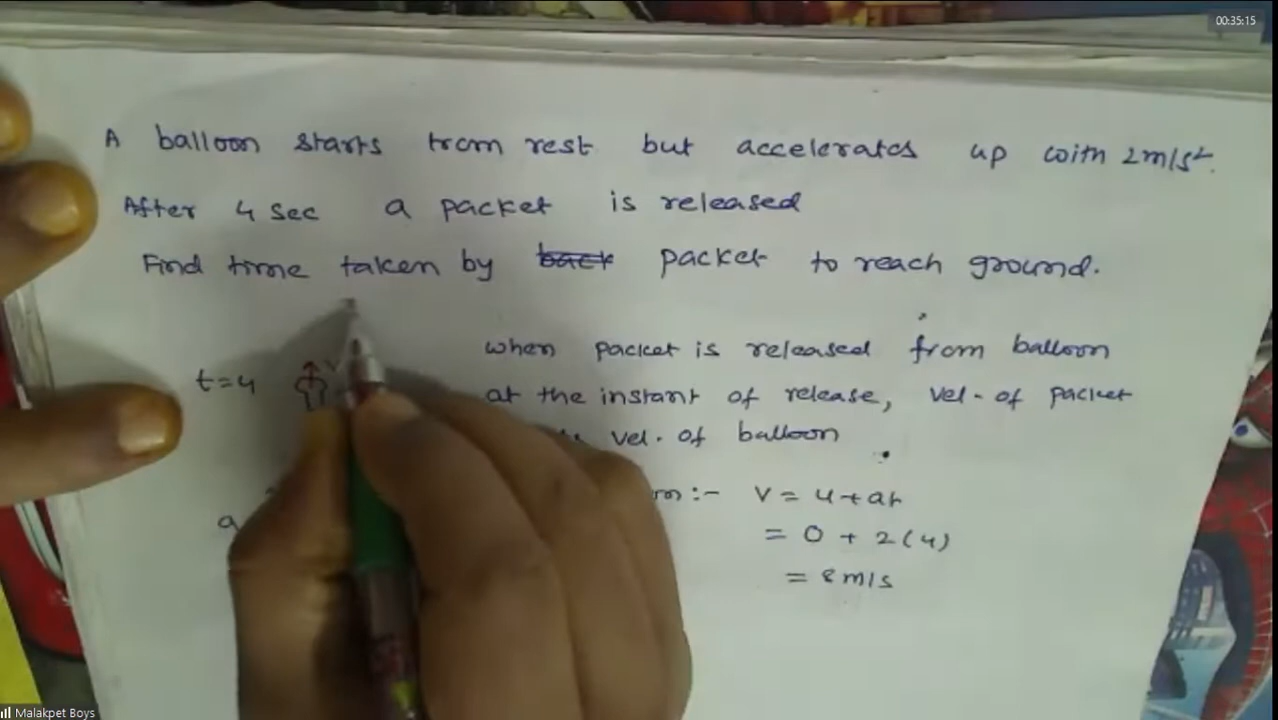 00:35:15
A balloon starts from rest but accelerates up with 2m/s².
After 4 sec a packet is released
Find time taken by back packet to reach ground.
when packet is released from balloon
t=4 v
at the instant of release, vel. of packet
vel. of balloon
:- v = u+at
a
= 0 + 2(4)
= 8m/s
Malakpet Boys